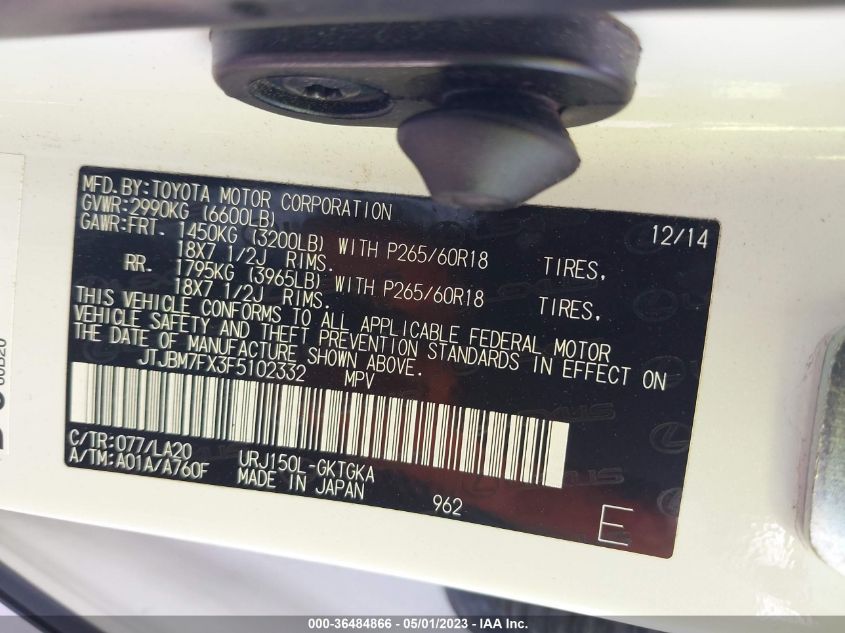 MFD.BY:TOYOTA MOTOR CORPORATION 12/14
GVWR:2990KG (6600LB)
GAWR:FRT. 1450KG (3200LB) WITH P265/60R18 TIRES,
18X7 1/2J RIMS.
RR. 1795KG (3965LB) WITH P265/60R18 TIRES,
18X7 1/2J RIMS.
THIS VEHICLE CONFORMS TO ALL APPLICABLE FEDERAL MOTOR
VEHICLE SAFETY AND THEFT PREVENTION STANDARDS IN EFFECT ON
THE DATE OF MANUFACTURE SHOWN ABOVE.
JTJBM7FX3F5102332 MPV
C/TR:077/LA20 URJ150L-GKTGKA
A/TM:A01A/A760F MADE IN JAPAN 962 E
000-36484866 - 05/01/2023 - IAA Inc.